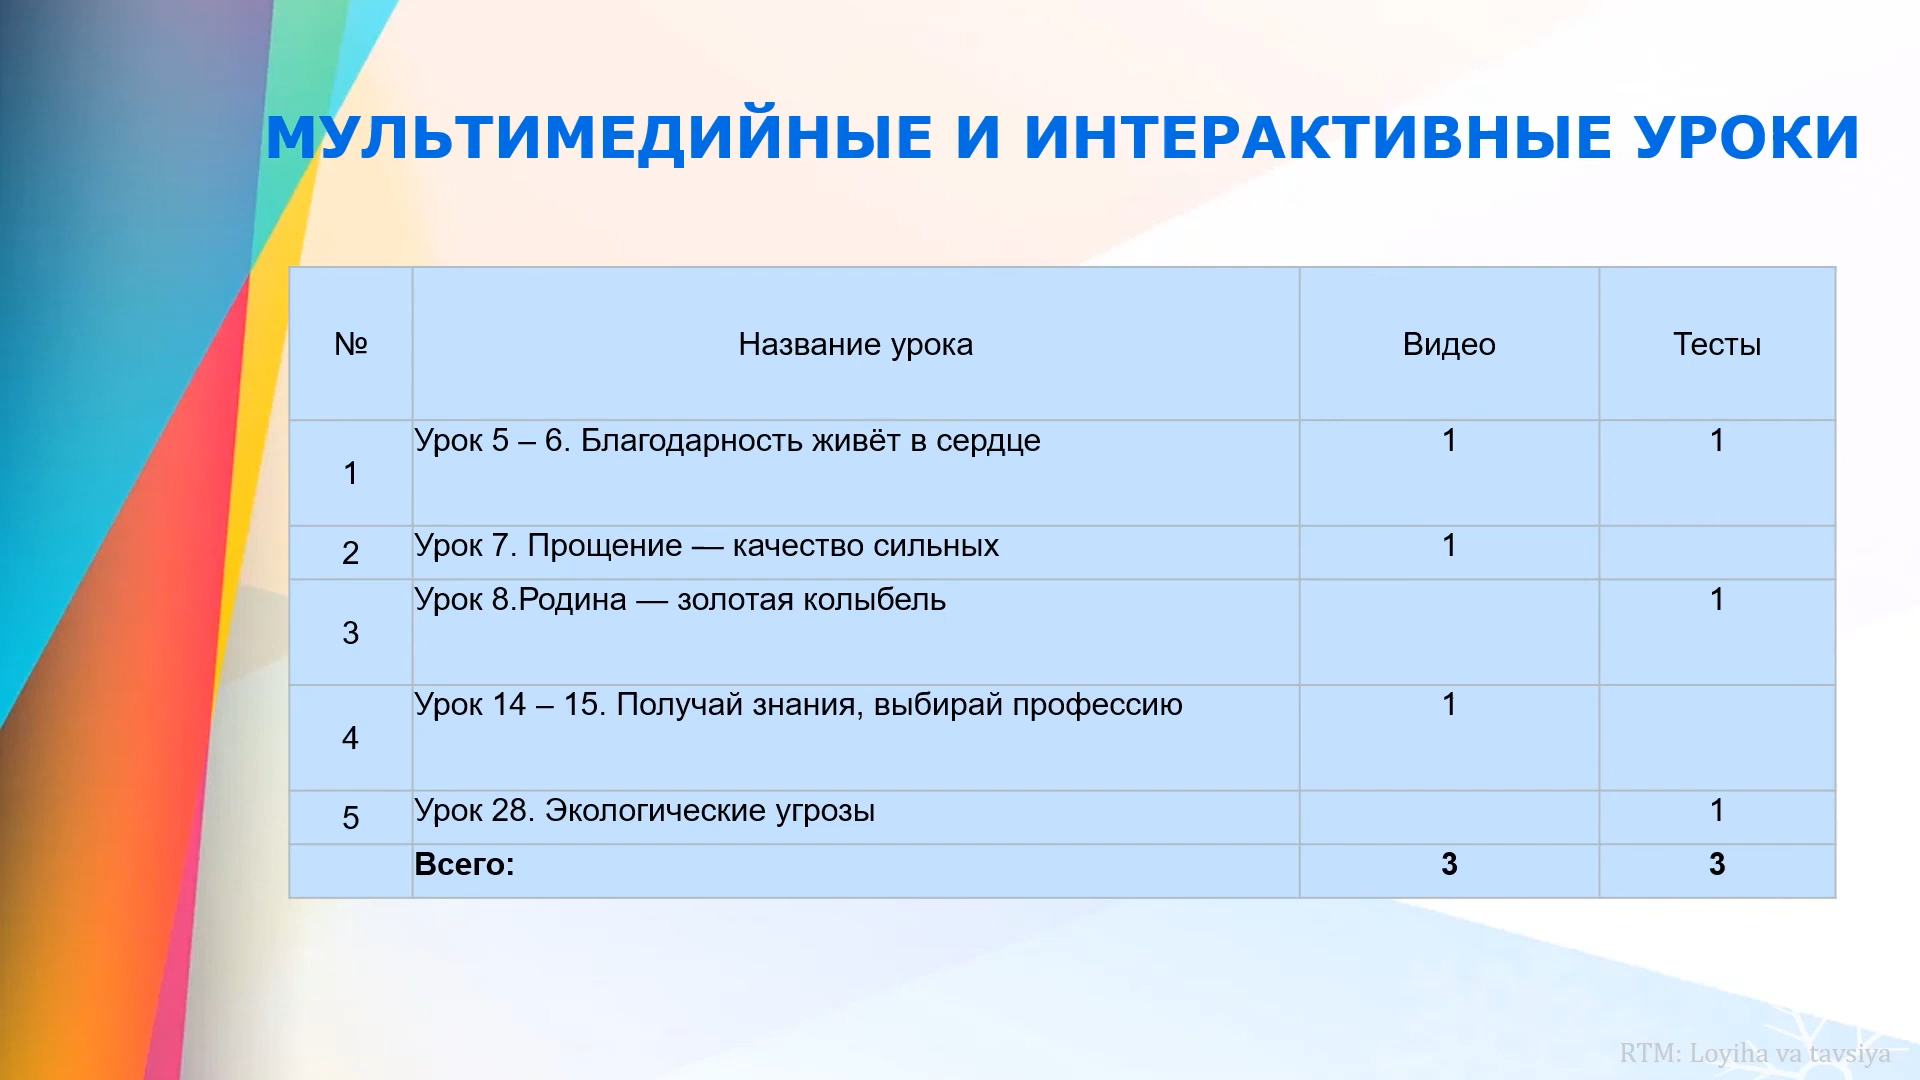 МУЛЬТИМЕДИЙНЫЕ И ИНТЕРАКТИВНЫЕ УРОКИ
№ Название урока Видео Тесты
1 Урок 5 – 6. Благодарность живёт в сердце 1 1
2 Урок 7. Прощение — качество сильных 1
3 Урок 8.Родина — золотая колыбель 1
4 Урок 14 – 15. Получай знания, выбирай профессию 1
5 Урок 28. Экологические угрозы 1
Всего: 3 3
RTM: Loyiha va tavsiya